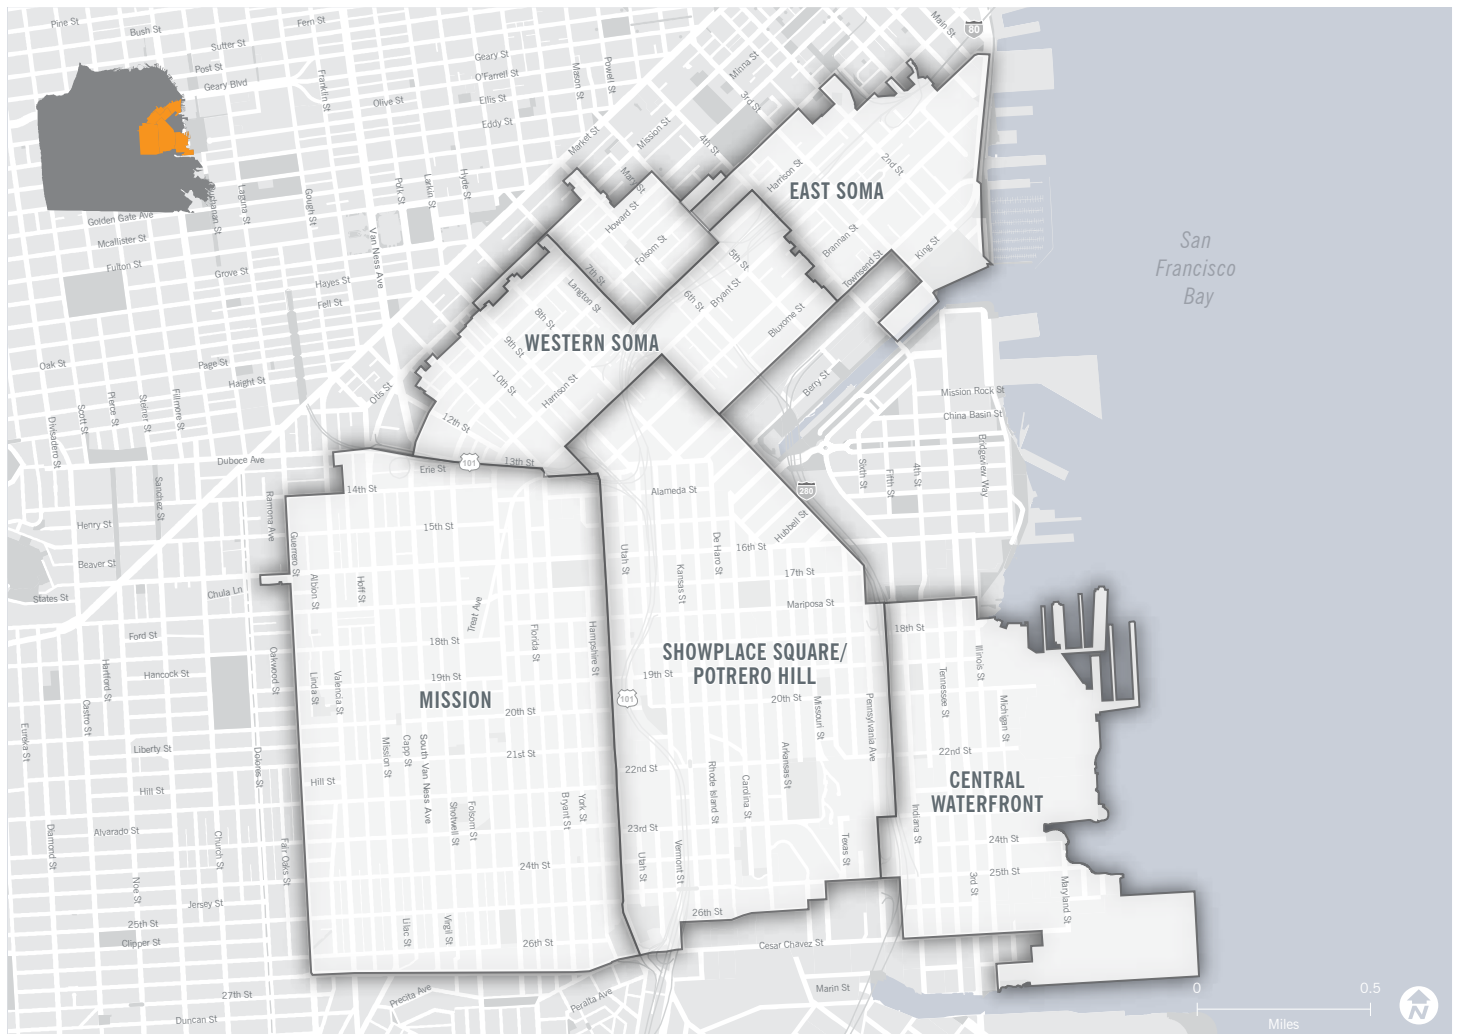 Pine St
Bush St
Fern St
Sutter St
Post St
Geary Blvd
Franklin St
Olive St
Geary St
O'Farrell St
Ellis St
Eddy St
Mason St
Powell St
Market St
Mission St
Minna St
3rd St
4th St
Main St
80
Golden Gate Ave
Mcallister St
Fulton St
Grove St
Hayes St
Fell St
Buchanan St
Laguna St
Gough St
Polk St
Larkin St
Hyde St
Van Ness Ave
Howard St
Folsom St
7th St
Langton St
Harrison St
2nd St
EAST SOMA
Brannan St
Townsend St
King St
5th St
6th St
Bryant St
Bluxome St
San
Francisco
Bay
8th St
9th St
10th St
WESTERN SOMA
Harrison St
12th St
13th St
Berry St
Oak St
Page St
Haight St
Otis St
Divisadero St
Scott St
Pierce St
Steiner St
Fillmore St
Mission Rock St
China Basin St
Bridgeview Way
Sixth St
Fifth St
4th St
Duboce Ave
Erie St
101
280
Sanchez St
Ramona Ave
14th St
15th St
Henry St
Beaver St
States St
Chula Ln
Guerrero St
Albion St
Hoff St
Treat Ave
Alameda St
Hubbell St
De Haro St
16th St
17th St
Utah St
Kansas St
Mariposa St
Ford St
Hancock St
Hartford St
Castro St
Eureka St
Oakwood St
Linda St
Valencia St
18th St
19th St
Florida St
Hampshire St
MISSION
20th St
21st St
Mission St
Capp St
South Van Ness Ave
Shotwell St
Folsom St
Bryant St
York St
SHOWPLACE SQUARE/
POTRERO HILL
19th St
101
20th St
Missouri St
Pennsylvania Ave
Arkansas St
22nd St
Rhode Island St
Carolina St
23rd St
Utah St
Vermont St
Texas St
26th St
18th St
Illinois St
Tennessee St
Michigan St
22nd St
CENTRAL
WATERFRONT
Indiana St
24th St
25th St
3rd St
Maryland St
Liberty St
Dolores St
Hill St
Hill St
Diamond St
Alvarado St
Church St
Fair Oaks St
Noe St
Jersey St
25th St
Clipper St
24th St
26th St
Lilac St
Virgil St
27th St
Duncan St
Precita Ave
Peralta Ave
Cesar Chavez St
Marin St
0
0.5
Miles
N